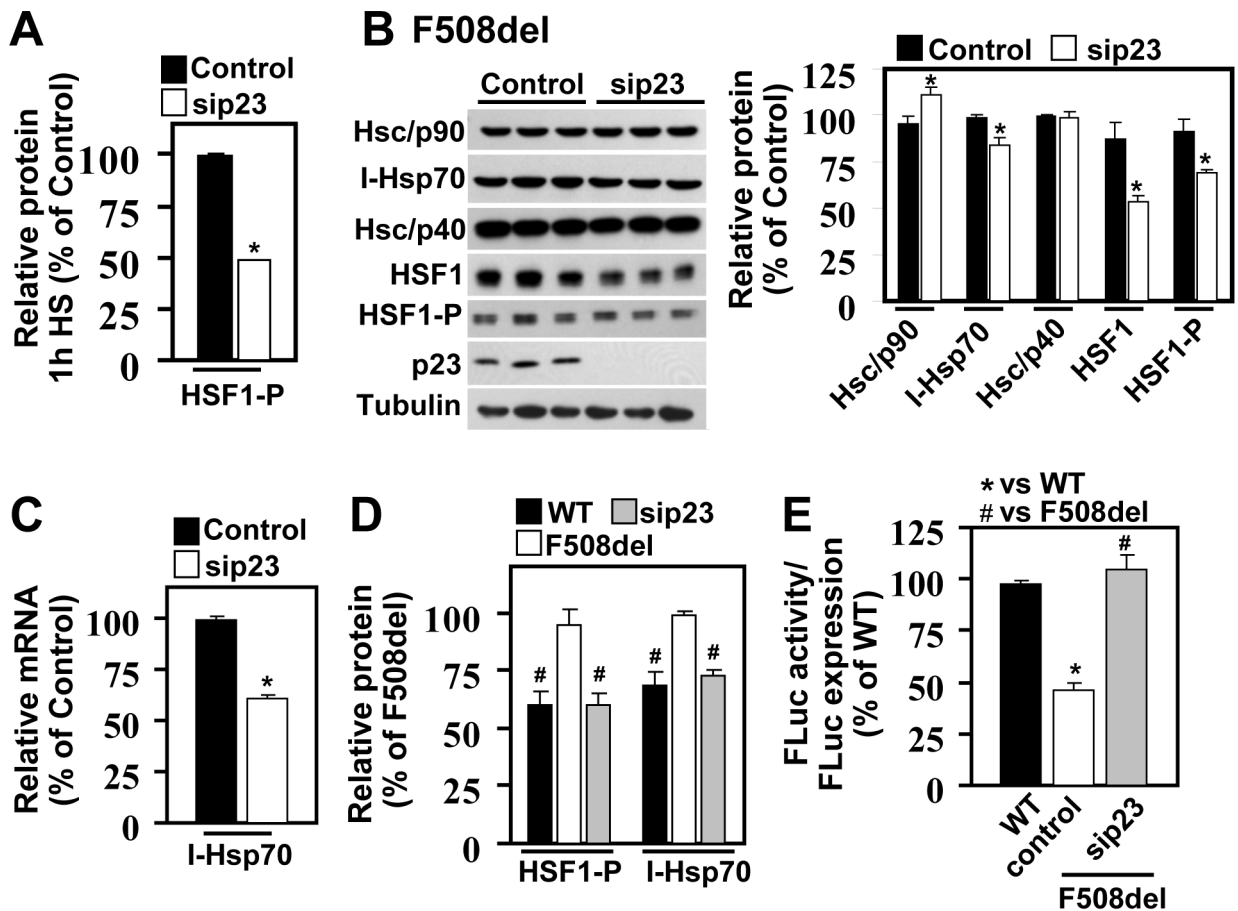 A
Control
sip23
Relative protein
1h HS (% of Control)
100
75
50
25
0
*
HSF1-P
B F508del
Control sip23
Hsc/p90
I-Hsp70
Hsc/p40
HSF1
HSF1-P
p23
Tubulin
Control sip23
Relative protein
(% of Control)
125
100
75
50
25
0
* * * *
Hsc/p90
I-Hsp70
Hsc/p40
HSF1
HSF1-P
C
Control
sip23
Relative mRNA
(% of Control)
100
75
50
25
0
*
I-Hsp70
D
WT sip23
F508del
Relative protein
(% of F508del)
100
75
50
25
0
# # # #
HSF1-P I-Hsp70
E
* vs WT
# vs F508del
FLuc activity/
FLuc expression
(% of WT)
125
100
75
50
25
0
* #
WT
control
sip23
F508del